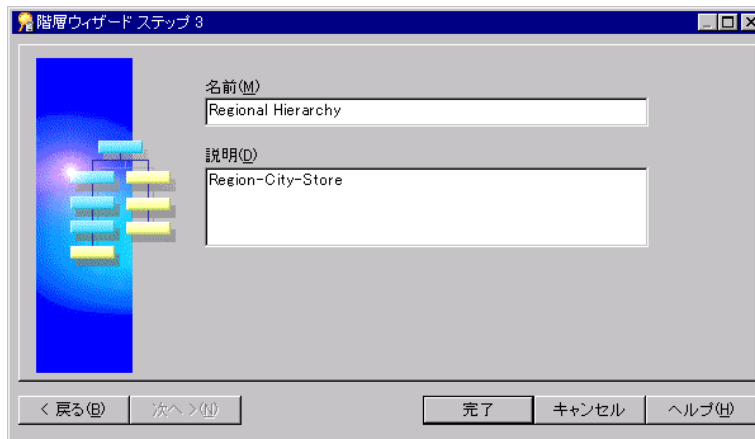 階層ウィザード ステップ 3
名前(M)
Regional Hierarchy
説明(D)
Region-City-Store
< 戻る(B)
次へ >(N)
完了
キャンセル
ヘルプ(H)